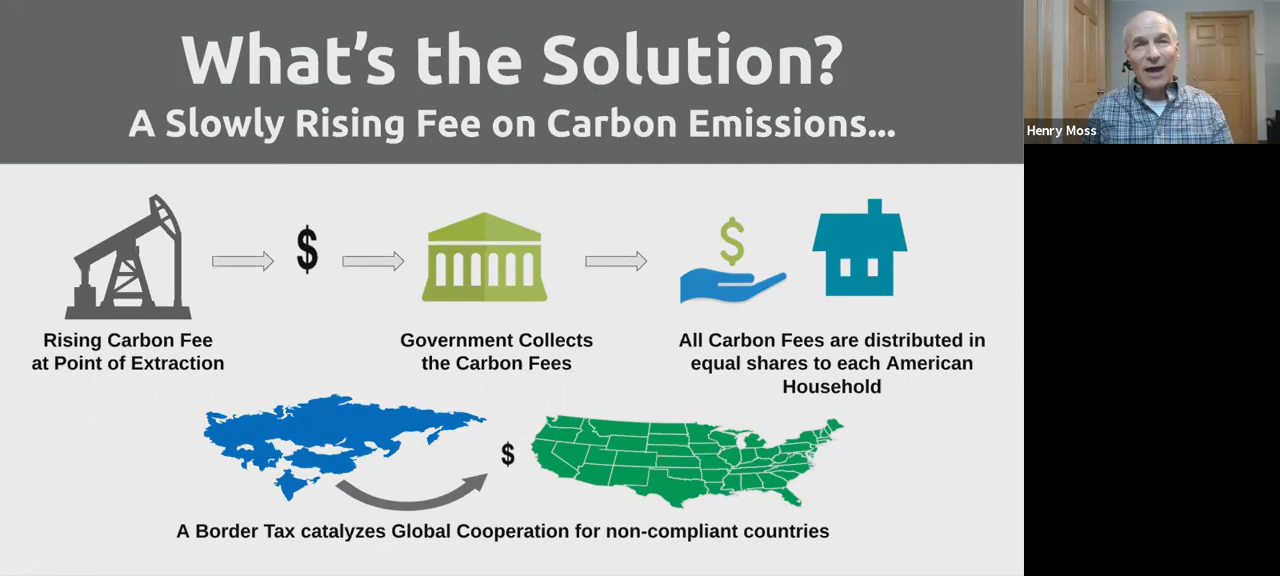 What's the Solution?
A Slowly Rising Fee on Carbon Emissions...
Henry Moss
$
$
Rising Carbon Fee
at Point of Extraction
Government Collects
the Carbon Fees
All Carbon Fees are distributed in
equal shares to each American
Household
$
A Border Tax catalyzes Global Cooperation for non-compliant countries